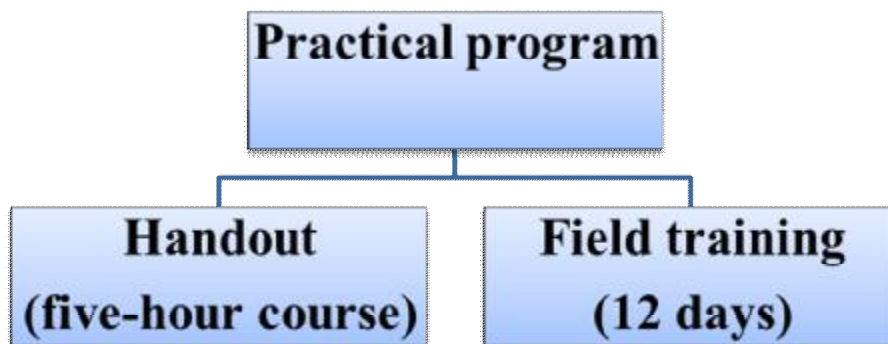 Practical program
Handout
(five-hour course)
Field training
(12 days)